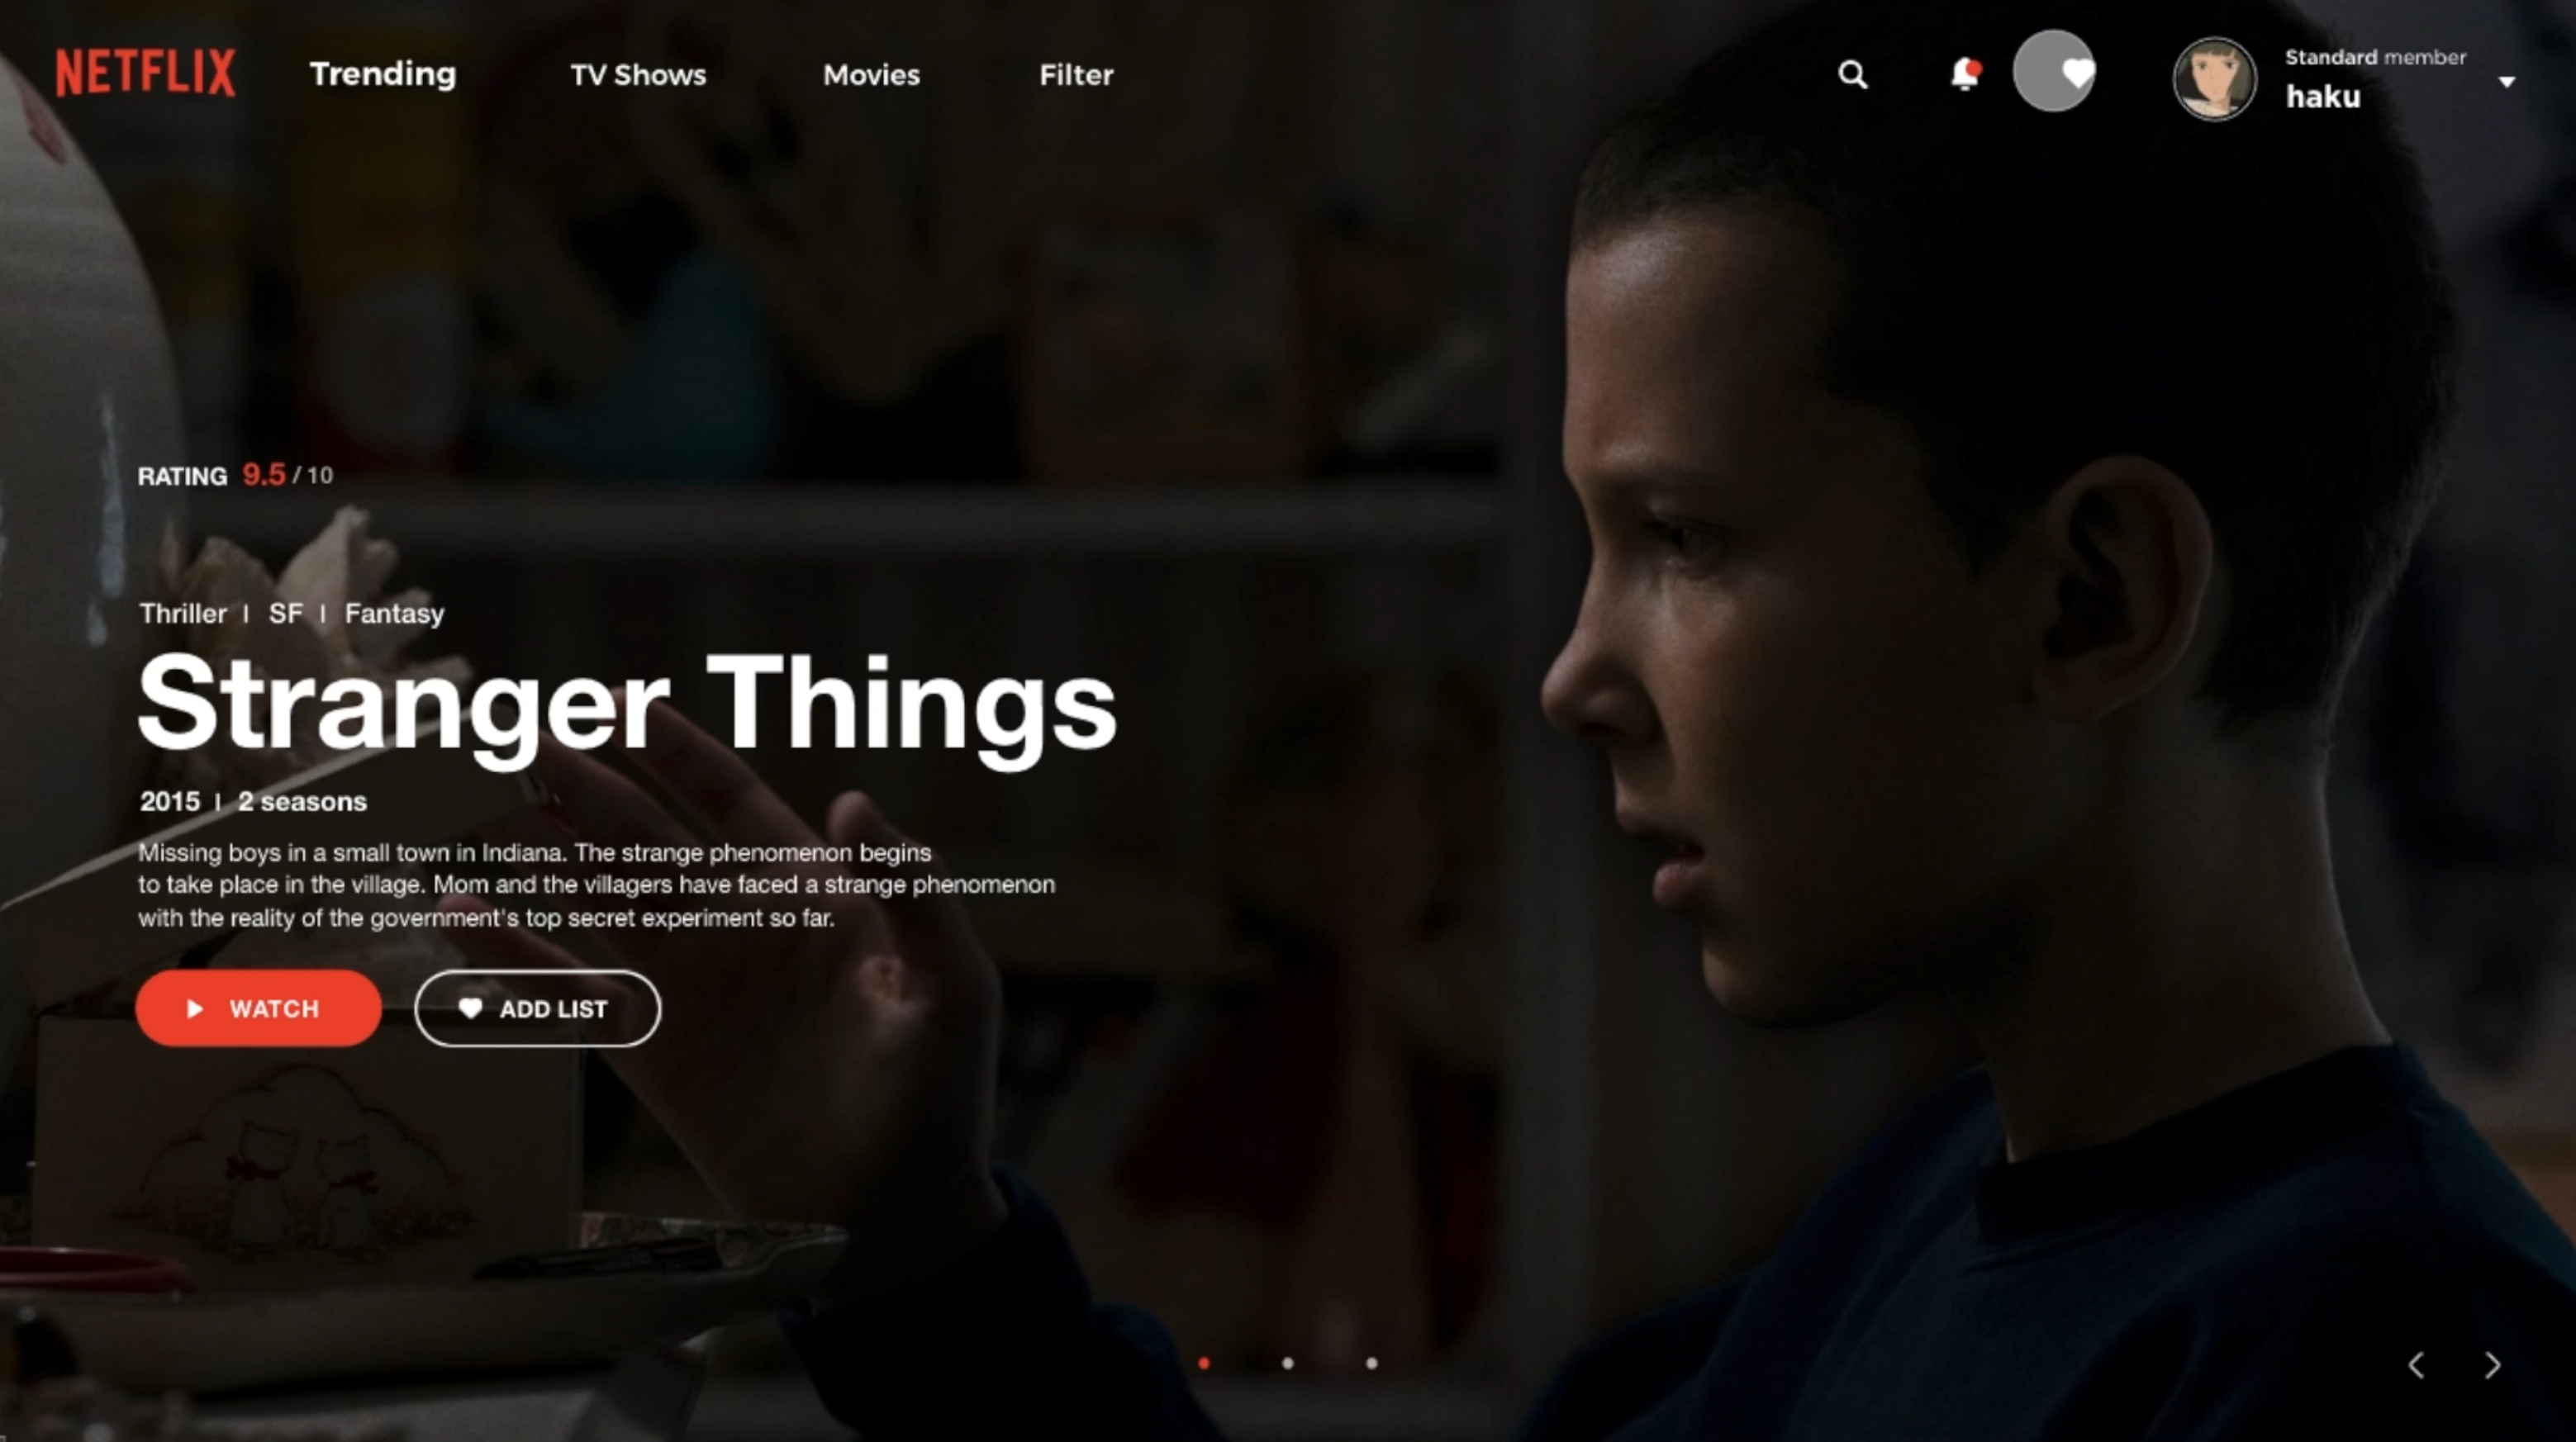 NETFLIX Trending TV Shows Movies Filter
Standard member
haku
RATING 9.5 / 10
Thriller | SF | Fantasy
Stranger Things
2015 | 2 seasons
Missing boys in a small town in Indiana. The strange phenomenon begins
to take place in the village. Mom and the villagers have faced a strange phenomenon
with the reality of the government's top secret experiment so far.
WATCH ADD LIST